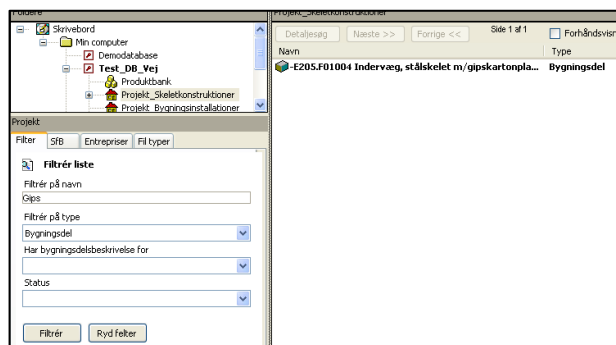 Foldere
Skrivebord
Min computer
Demodatabase
Test_DB_Vej
Produktbank
Projekt_Skeletkonstruktioner
Projekt_Bygningsinstallationer
Projekt
Filter SfB Entrepriser Fil typer
Filtrér liste
Filtrér på navn
Gips
Filtrér på type
Bygningsdel
Har bygningsdelsbeskrivelse for
Status
Filtrér Ryd felter
Projekt_Skeletkonstruktioner
Detaljesøg Næste >> Forrige << Side 1 af 1 Forhåndsvisn
Navn Type
-E205.F01004 Indervæg, stålskelet m/gipskartonpla... Bygningsdel